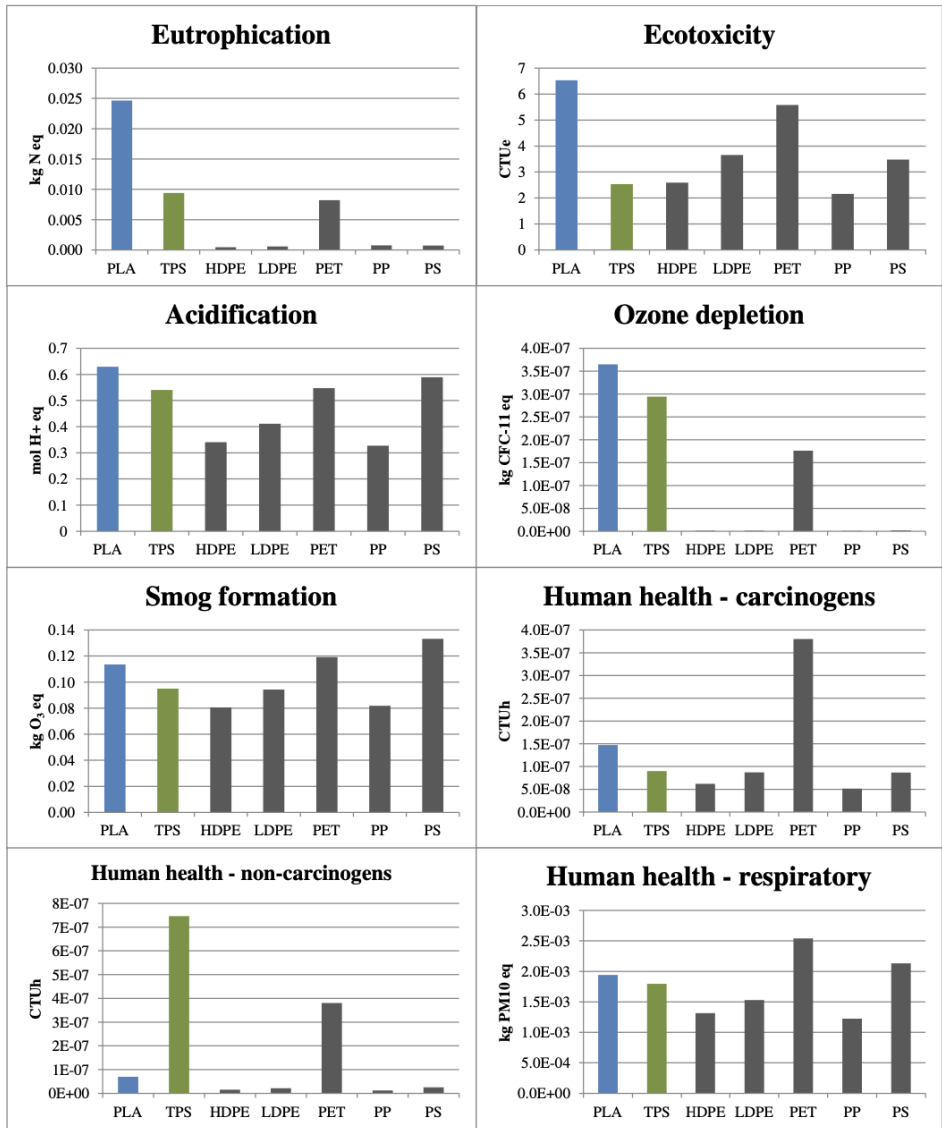 Eutrophication
kg N eq
0.030
0.025
0.020
0.015
0.010
0.005
0.000
PLA TPS HDPE LDPE PET PP PS
Ecotoxicity
CTUe
7
6
5
4
3
2
1
0
PLA TPS HDPE LDPE PET PP PS
Acidification
mol H+ eq
0.7
0.6
0.5
0.4
0.3
0.2
0.1
0
PLA TPS HDPE LDPE PET PP PS
Ozone depletion
kg CFC-11 eq
4.0E-07
3.5E-07
3.0E-07
2.5E-07
2.0E-07
1.5E-07
1.0E-07
5.0E-08
0.0E+00
PLA TPS HDPE LDPE PET PP PS
Smog formation
kg O₃ eq
0.14
0.12
0.10
0.08
0.06
0.04
0.02
0.00
PLA TPS HDPE LDPE PET PP PS
Human health - carcinogens
CTUh
4.0E-07
3.5E-07
3.0E-07
2.5E-07
2.0E-07
1.5E-07
1.0E-07
5.0E-08
0.0E+00
PLA TPS HDPE LDPE PET PP PS
Human health - non-carcinogens
CTUh
8E-07
7E-07
6E-07
5E-07
4E-07
3E-07
2E-07
1E-07
0E+00
PLA TPS HDPE LDPE PET PP PS
Human health - respiratory
kg PM10 eq
3.0E-03
2.5E-03
2.0E-03
1.5E-03
1.0E-03
5.0E-04
0.0E+00
PLA TPS HDPE LDPE PET PP PS